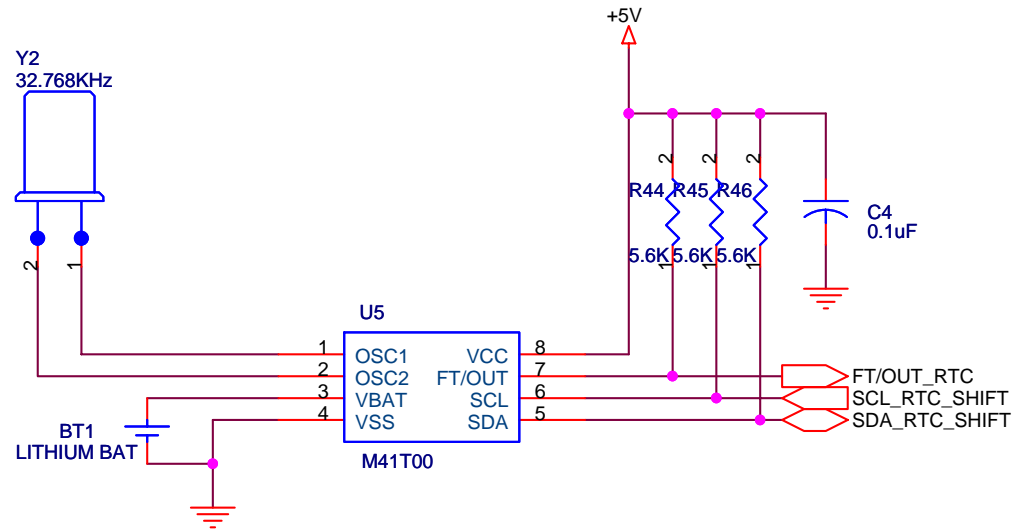 +5V
Y2
32.768KHz
2
2
2
R44
R45
R46
C4
0.1uF
5.6K
5.6K
5.6K
2
1
1
1
1
U5
1
OSC1
VCC
8
2
OSC2
FT/OUT
7
FT/OUT_RTC
3
VBAT
SCL
6
SCL_RTC_SHIFT
4
VSS
SDA
5
SDA_RTC_SHIFT
BT1
LITHIUM BAT
M41T00